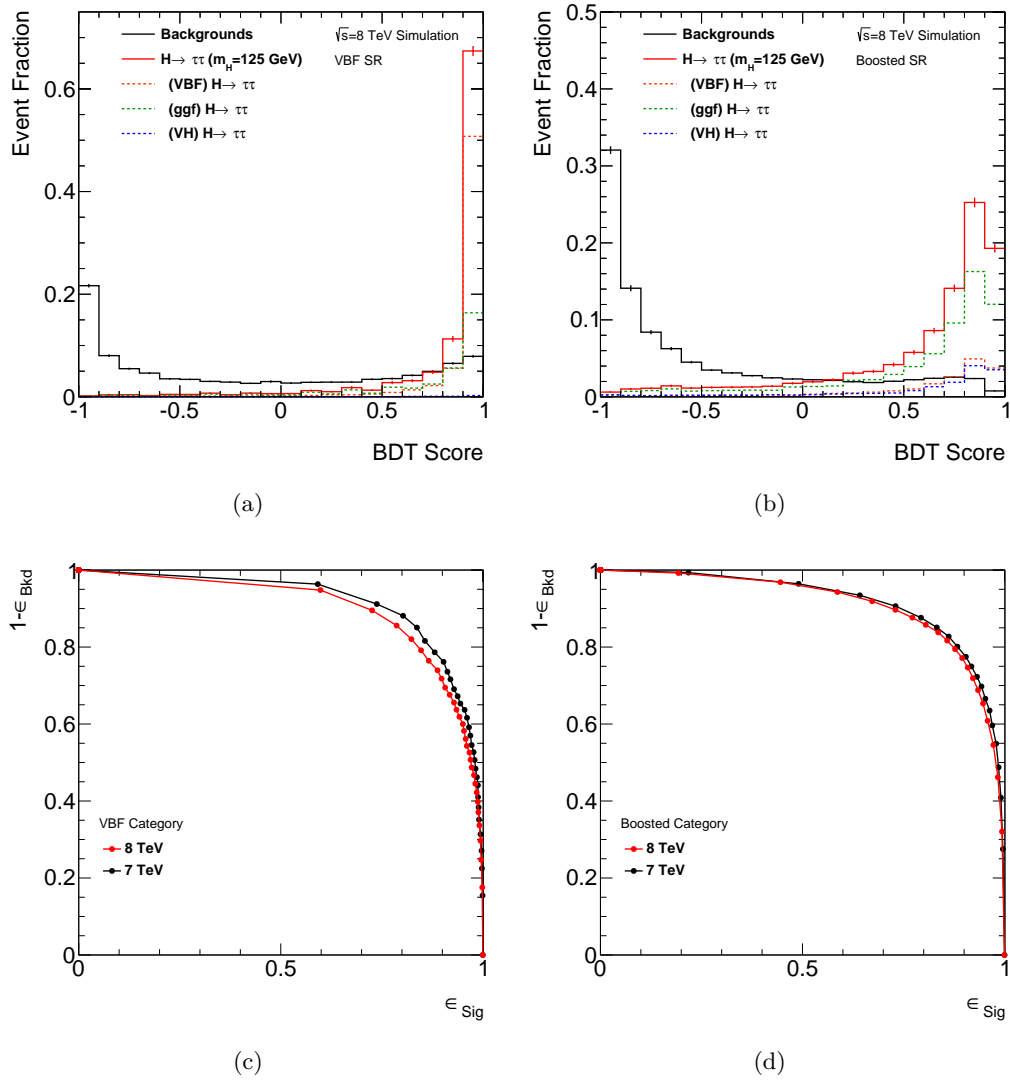 Event Fraction
0.6
0.4
0.2
0
Backgrounds
H→ ττ (m_H=125 GeV)
(VBF) H→ ττ
(ggf) H→ ττ
(VH) H→ ττ
√s=8 TeV Simulation
VBF SR
-1 -0.5 0 0.5 1
BDT Score
(a)
Event Fraction
0.5
0.4
0.3
0.2
0.1
0
Backgrounds
H→ ττ (m_H=125 GeV)
(VBF) H→ ττ
(ggf) H→ ττ
(VH) H→ ττ
√s=8 TeV Simulation
Boosted SR
-1 -0.5 0 0.5 1
BDT Score
(b)
1-∈_Bkd
1
0.8
0.6
0.4
0.2
0
VBF Category
8 TeV
7 TeV
0 0.5 1
∈_Sig
(c)
1-∈_Bkd
1
0.8
0.6
0.4
0.2
0
Boosted Category
8 TeV
7 TeV
0 0.5 1
∈_Sig
(d)